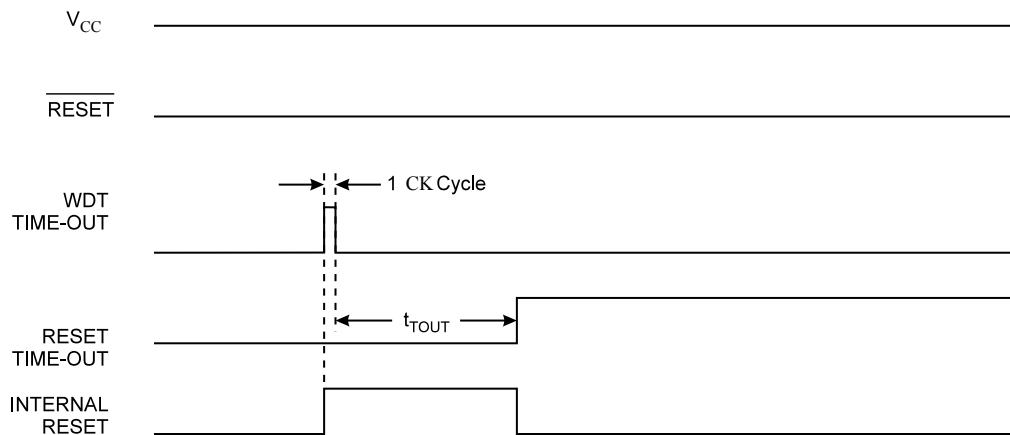 VCC
RESET
1 CK Cycle
WDT
TIME-OUT
tTOUT
RESET
TIME-OUT
INTERNAL
RESET